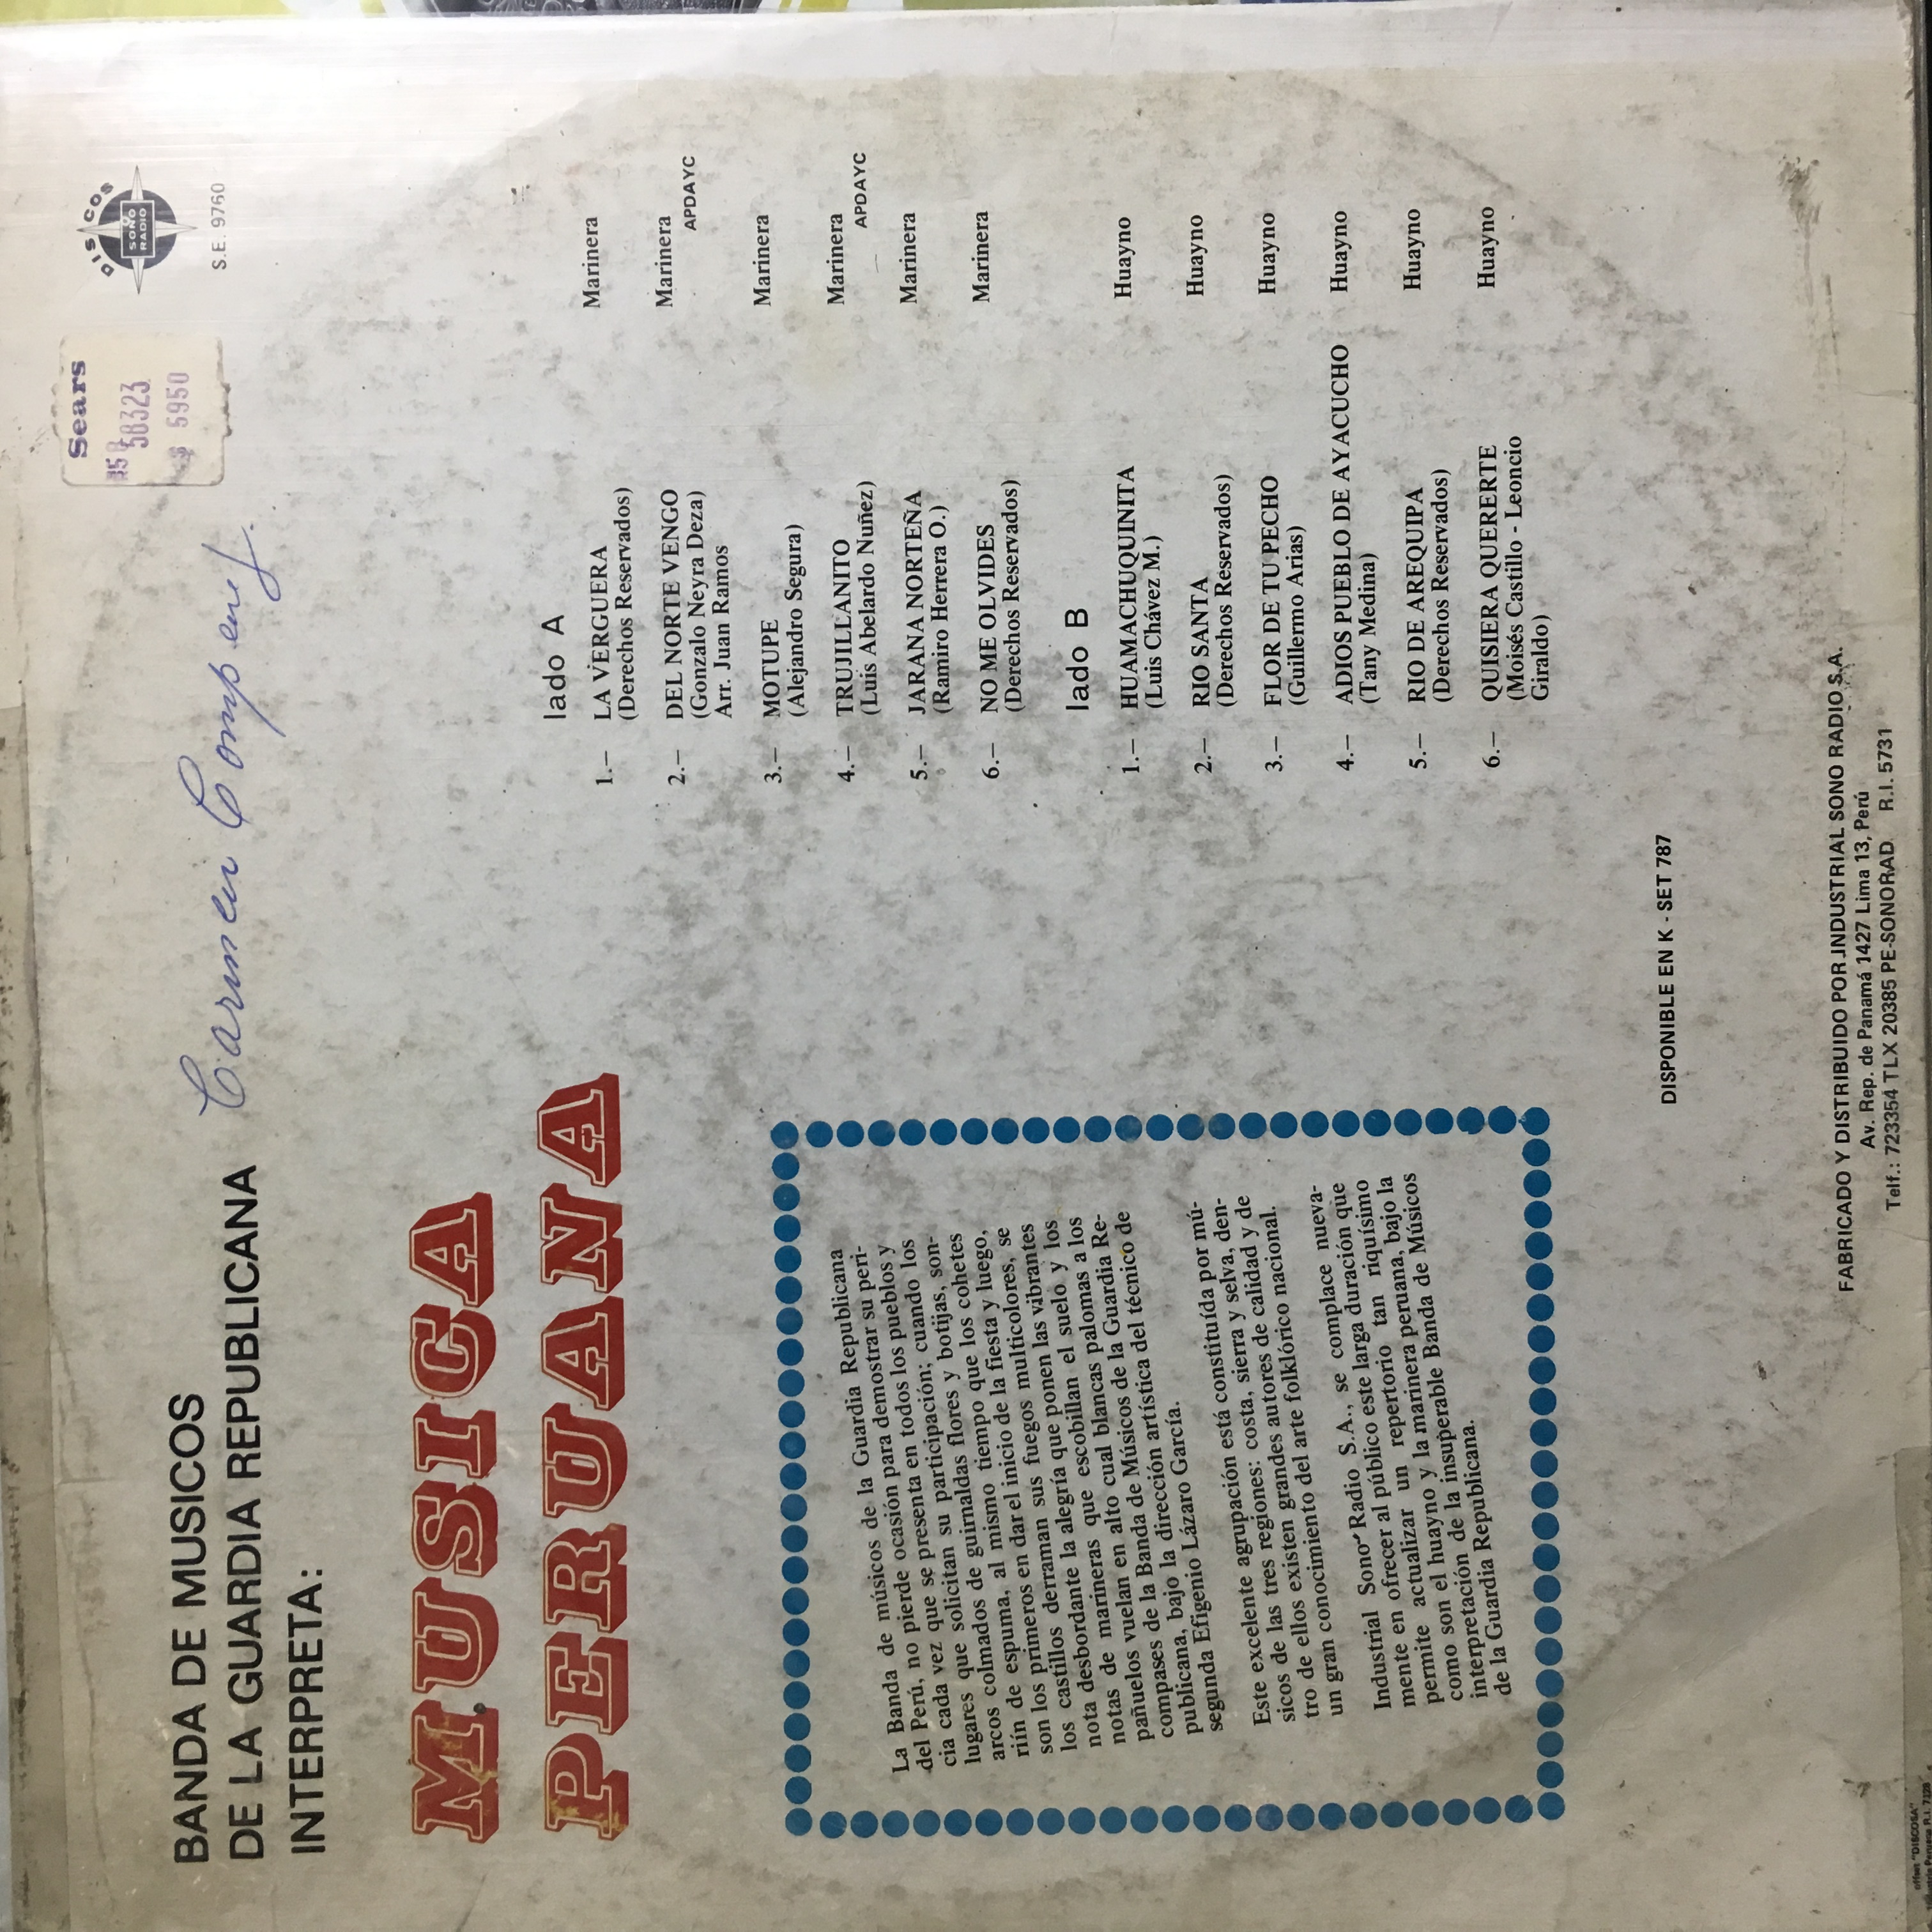 BANDA DE MUSICOS
DE LA GUARDIA REPUBLICANA
INTERPRETA:
Carmen
Sears
58323
$ 5950
DISCOS
SONO
RADIO
S.E. 9760
MUSICA
PERUANA
La Banda de músicos de la Guardia Republicana
del Perú, no pierde ocasión para demostrar su peri-
cia cada vez que se presenta en todos los pueblos y
lugares que solicitan su participación; cuando los
arcos colmados de guirnaldas flores y botijas, son-
riín de espuma, al mismo tiempo que los cohetes
son los primeros en dar el inicio de la fiesta y luego,
los castillos derraman sus fuegos multicolores, se
nota desbordante la alegría que ponen las vibrantes
notas de marineras que escobillan el suelo y los
pañuelos vuelan en alto cual blancas palomas a los
compases de la Banda de Músicos de la Guardia Re-
publicana, bajo la dirección artística del técnico de
segunda Efigenio Lázaro García.
Este excelente agrupación está constituída por mú-
sicos de las tres regiones: costa, sierra y selva, den-
tro de ellos existen grandes autores de calidad y de
un gran conocimiento del arte folklórico nacional.
Industrial Sono Radio S.A., se complace nueva-
mente en ofrecer al público este larga duración que
permite actualizar un repertorio tan riquísimo
como son el huayno y la marinera peruana, bajo la
interpretación de la insuperable Banda de Músicos
de la Guardia Republicana.
lado A
1.— LA VERGUERA Marinera
(Derechos Reservados)
2.— DEL NORTE VENGO Marinera
(Gonzalo Neyra Deza) APDAYC
Arr. Juan Ramos
3.— MOTUPE Marinera
(Alejandro Segura)
4.— TRUJILLANITO Marinera
(Luis Abelardo Nuñez) APDAYC
5.— JARANA NORTEÑA Marinera
(Ramiro Herrera O.)
6.— NO ME OLVIDES Marinera
(Derechos Reservados)
lado B
1.— HUAMACHUQUINITA Huayno
(Luis Chávez M.)
2.— RIO SANTA Huayno
(Derechos Reservados)
3.— FLOR DE TU PECHO Huayno
(Guillermo Arias)
4.— ADIOS PUEBLO DE AYACUCHO Huayno
(Tany Medina)
5.— RIO DE AREQUIPA Huayno
(Derechos Reservados)
6.— QUISIERA QUERERTE Huayno
(Moisés Castillo - Leoncio
Giraldo)
DISPONIBLE EN K - SET 787
FABRICADO Y DISTRIBUIDO POR INDUSTRIAL SONO RADIO S.A.
Av. Rep. de Panamá 1427 Lima 13, Perú
Telf.: 723354 TLX 20385 PE-SONORAD R.I. 5731
offset "DISCOSA"